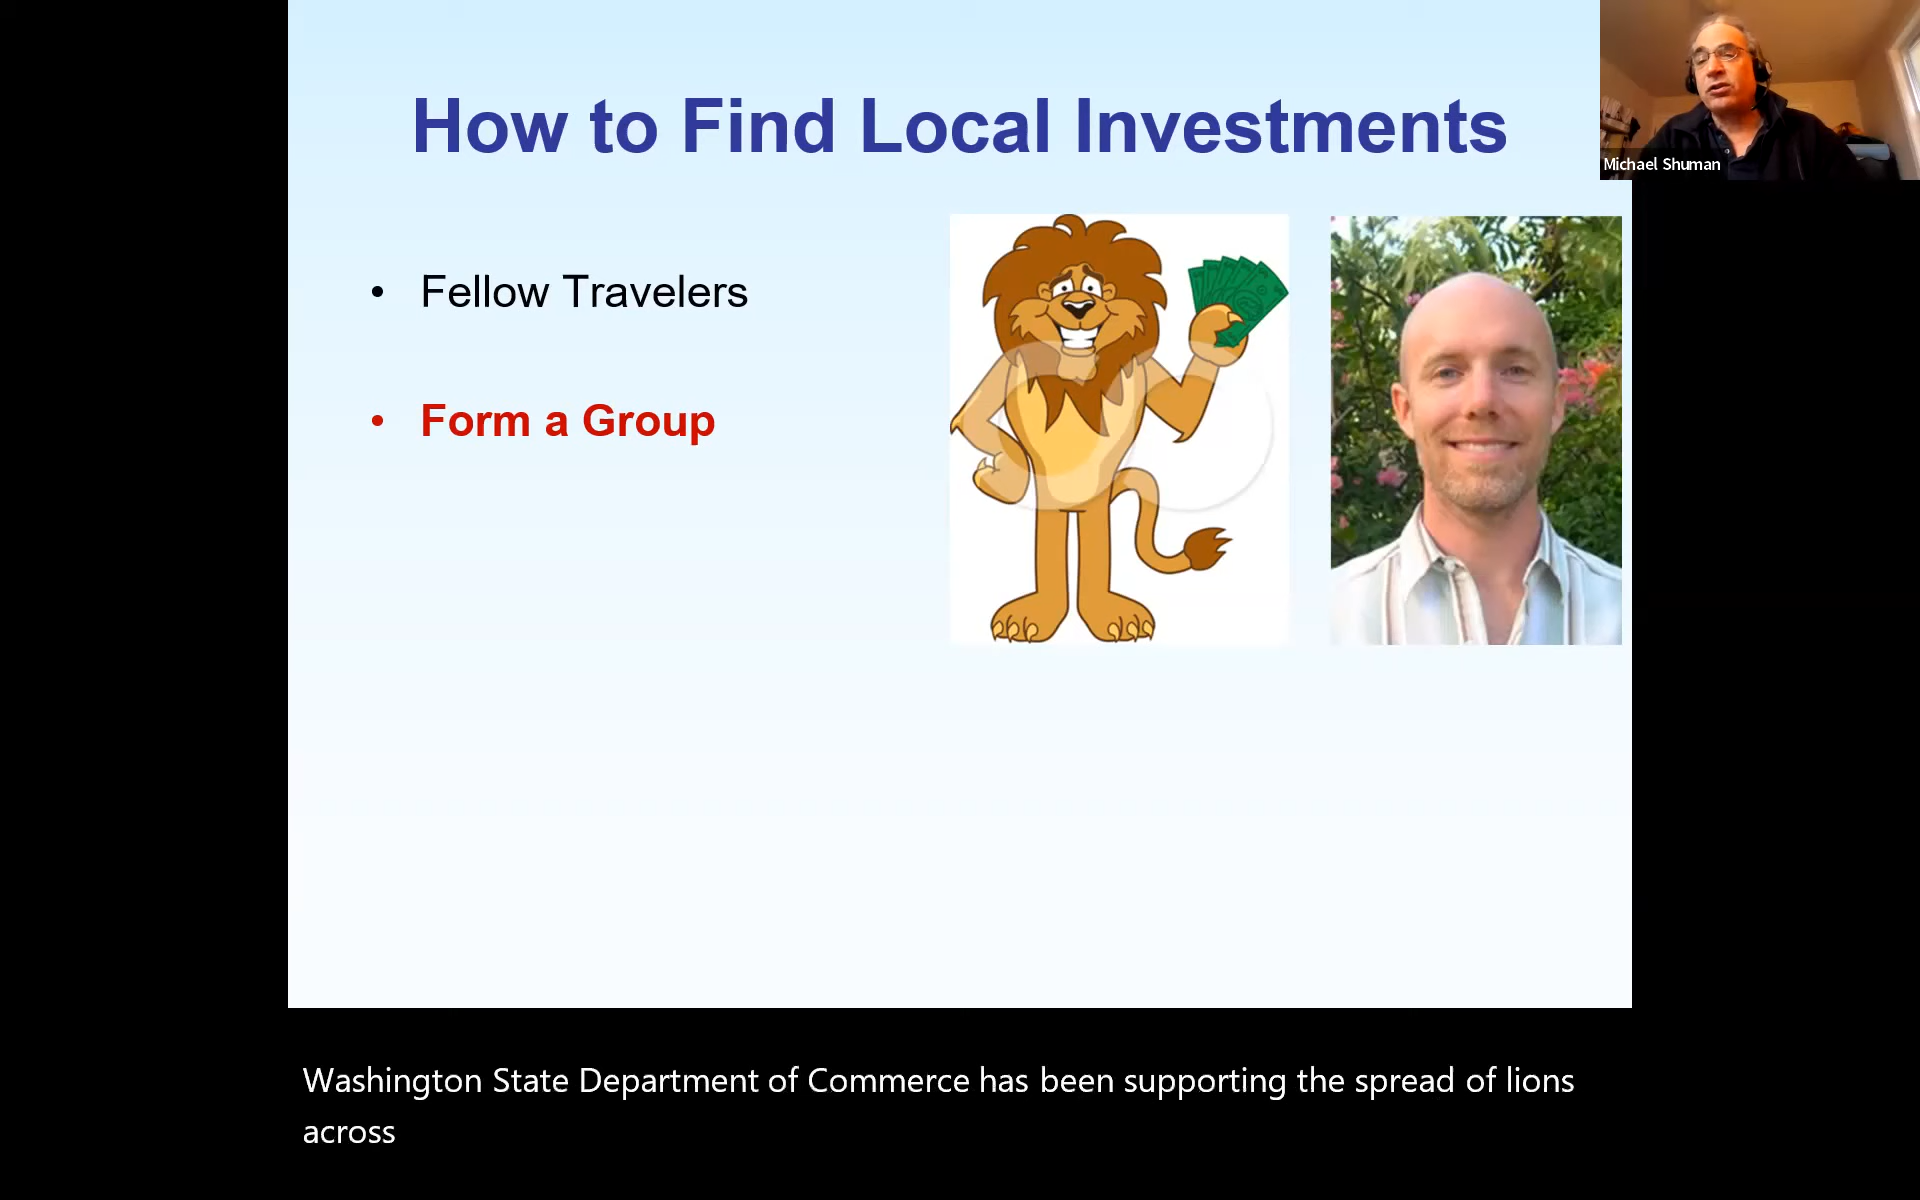 How to Find Local Investments
Michael Shuman
• Fellow Travelers
• Form a Group
Washington State Department of Commerce has been supporting the spread of lions
across